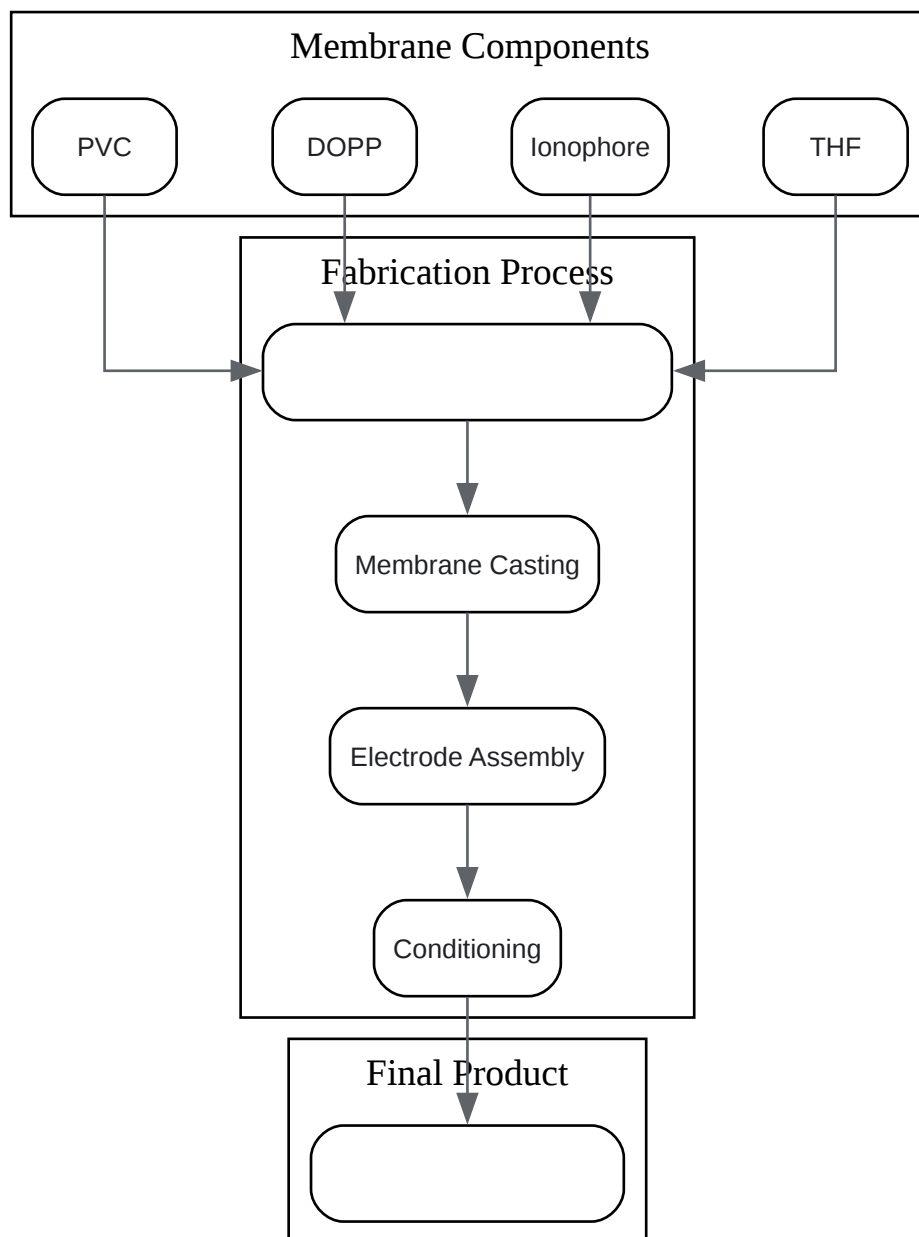 Membrane Components
PVC
DOPP
Ionophore
THF
Fabrication Process
Membrane Casting
Electrode Assembly
Conditioning
Final Product